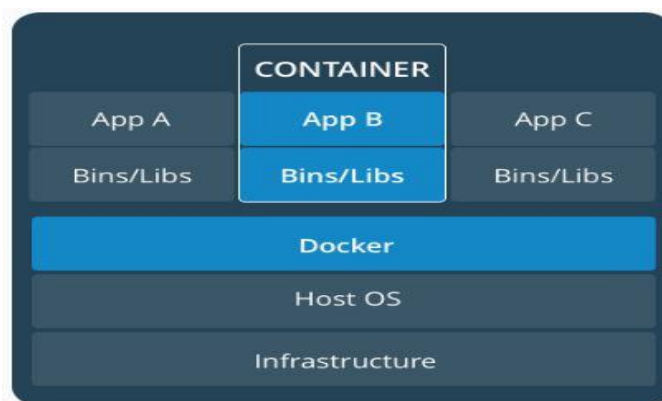 CONTAINER
App A App B App C
Bins/Libs Bins/Libs Bins/Libs
Docker
Host OS
Infrastructure